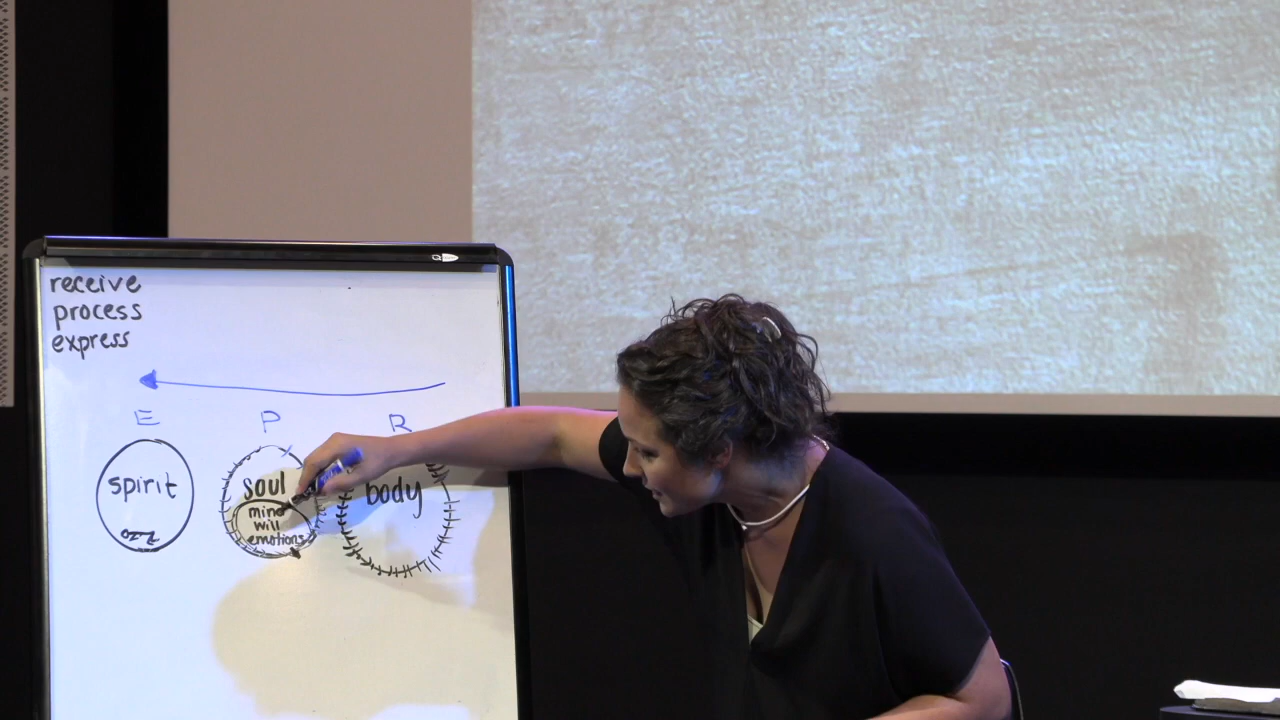 receive
process
express
E P R
spirit
soul
mind
will
emotions
body